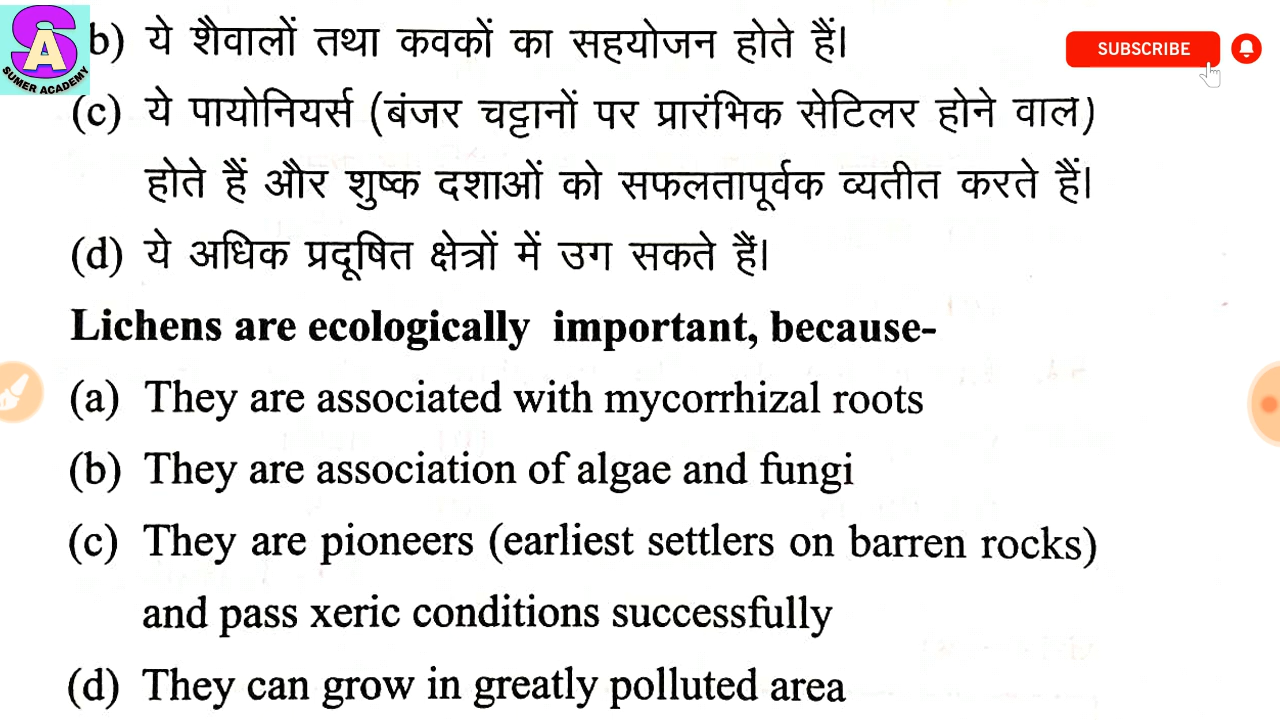 SA
SUMER ACADEMY
SUBSCRIBE
b) ये शैवालों तथा कवकों का सहयोजन होते हैं।
(c) ये पायोनियर्स (बंजर चट्टानों पर प्रारंभिक सेटिलर होने वाल)
होते हैं और शुष्क दशाओं को सफलतापूर्वक व्यतीत करते हैं।
(d) ये अधिक प्रदूषित क्षेत्रों में उग सकते हैं।
Lichens are ecologically important, because-
(a) They are associated with mycorrhizal roots
(b) They are association of algae and fungi
(c) They are pioneers (earliest settlers on barren rocks)
and pass xeric conditions successfully
(d) They can grow in greatly polluted area